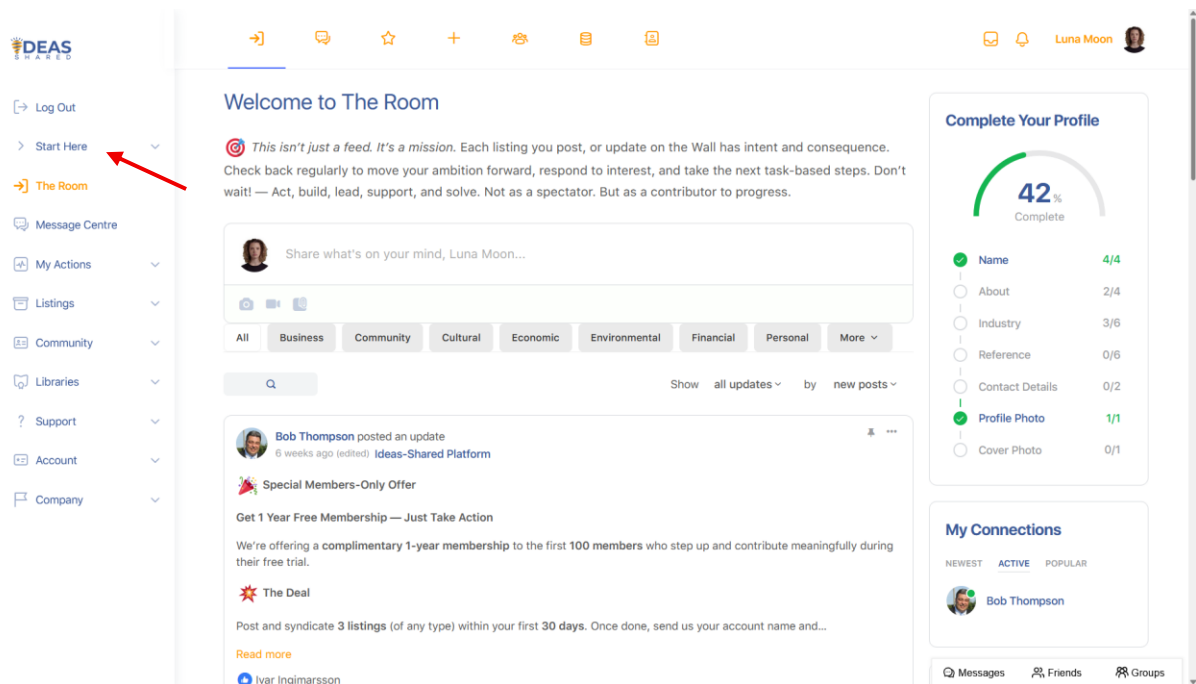 IDEAS
SHARED
Luna Moon
Log Out
Start Here
The Room
Message Centre
My Actions
Listings
Community
Libraries
Support
Account
Company
Welcome to The Room
This isn't just a feed. It's a mission. Each listing you post, or update on the Wall has intent and consequence.
Check back regularly to move your ambition forward, respond to interest, and take the next task-based steps. Don't
wait! — Act, build, lead, support, and solve. Not as a spectator. But as a contributor to progress.
Share what's on your mind, Luna Moon...
All Business Community Cultural Economic Environmental Financial Personal More
Show all updates by new posts
Bob Thompson posted an update
6 weeks ago (edited) Ideas-Shared Platform
Special Members-Only Offer
Get 1 Year Free Membership — Just Take Action
We're offering a complimentary 1-year membership to the first 100 members who step up and contribute meaningfully during
their free trial.
The Deal
Post and syndicate 3 listings (of any type) within your first 30 days. Once done, send us your account name and...
Read more
Ivar Ingimarsson
Complete Your Profile
42%
Complete
Name 4/4
About 2/4
Industry 3/6
Reference 0/6
Contact Details 0/2
Profile Photo 1/1
Cover Photo 0/1
My Connections
NEWEST ACTIVE POPULAR
Bob Thompson
Messages Friends Groups